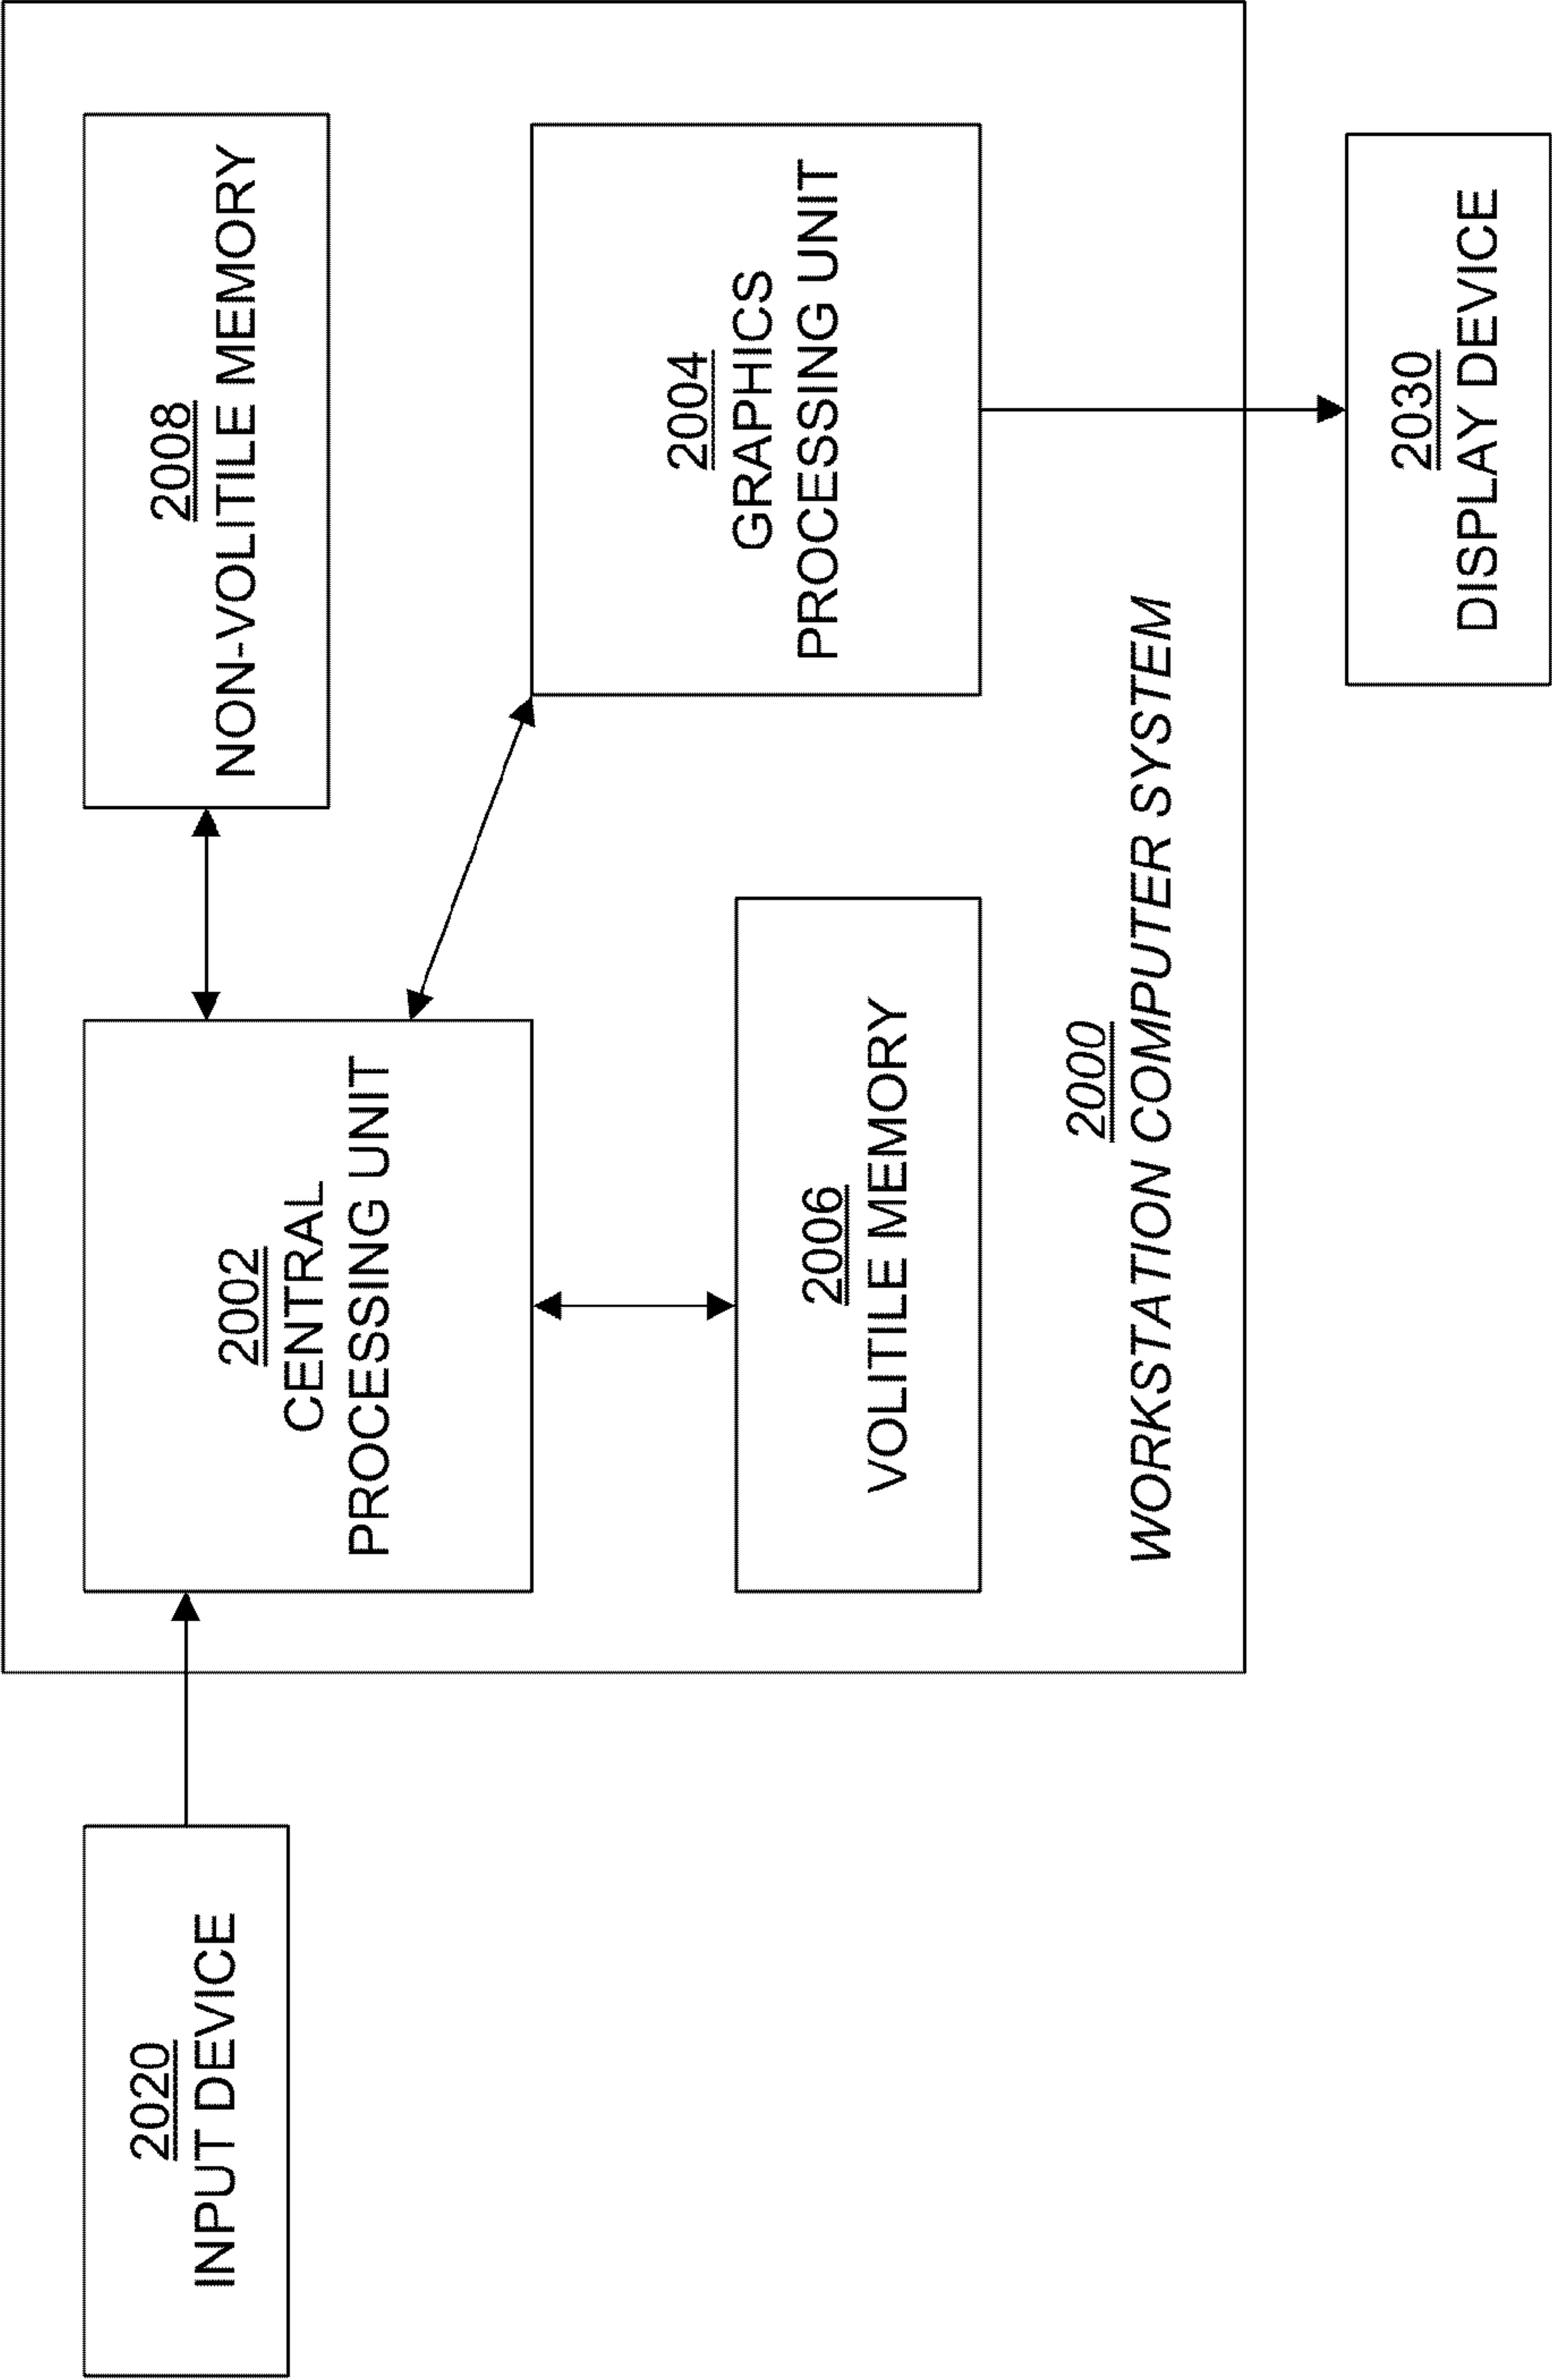 2020
INPUT DEVICE
2002
CENTRAL
PROCESSING UNIT
2008
NON-VOLITILE MEMORY
2004
GRAPHICS
PROCESSING UNIT
2006
VOLITILE MEMORY
2000
WORKSTATION COMPUTER SYSTEM
2030
DISPLAY DEVICE